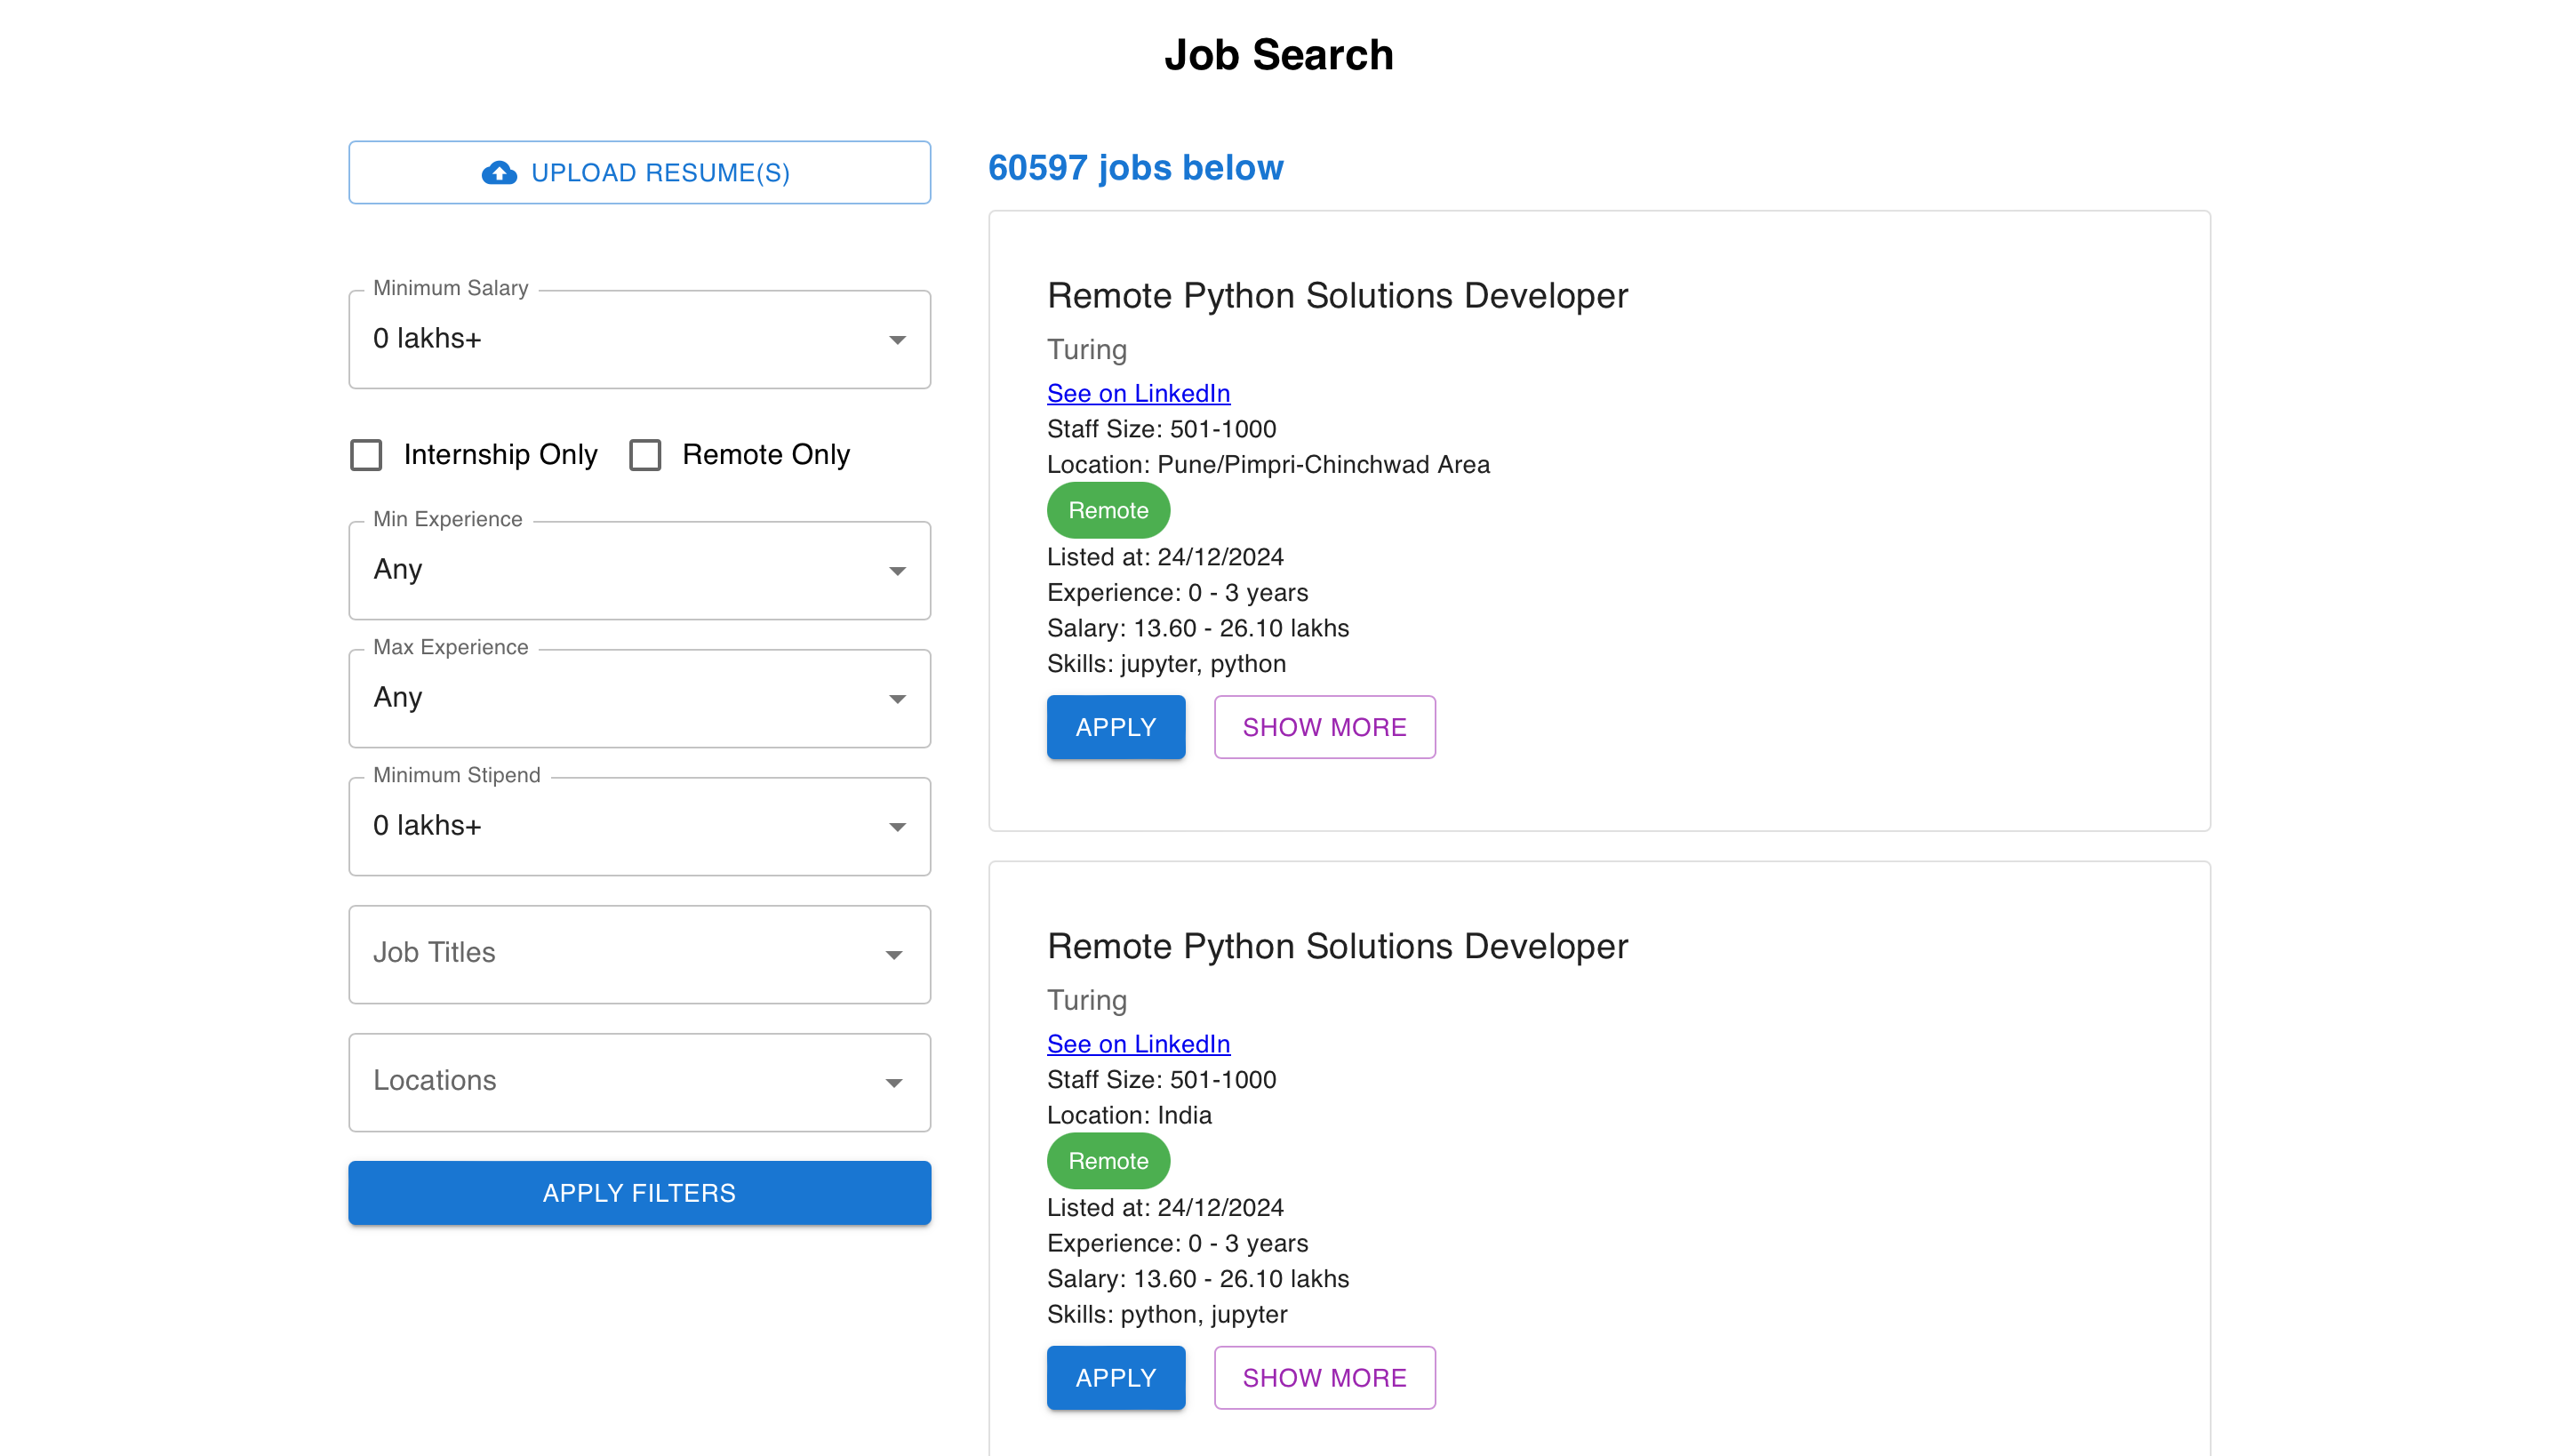 Job Search
UPLOAD RESUME(S)
Minimum Salary
0 lakhs+
Internship Only
Remote Only
Min Experience
Any
Max Experience
Any
Minimum Stipend
0 lakhs+
Job Titles
Locations
APPLY FILTERS
60597 jobs below
Remote Python Solutions Developer
Turing
See on LinkedIn
Staff Size: 501-1000
Location: Pune/Pimpri-Chinchwad Area
Remote
Listed at: 24/12/2024
Experience: 0 - 3 years
Salary: 13.60 - 26.10 lakhs
Skills: jupyter, python
APPLY
SHOW MORE
Remote Python Solutions Developer
Turing
See on LinkedIn
Staff Size: 501-1000
Location: India
Remote
Listed at: 24/12/2024
Experience: 0 - 3 years
Salary: 13.60 - 26.10 lakhs
Skills: python, jupyter
APPLY
SHOW MORE